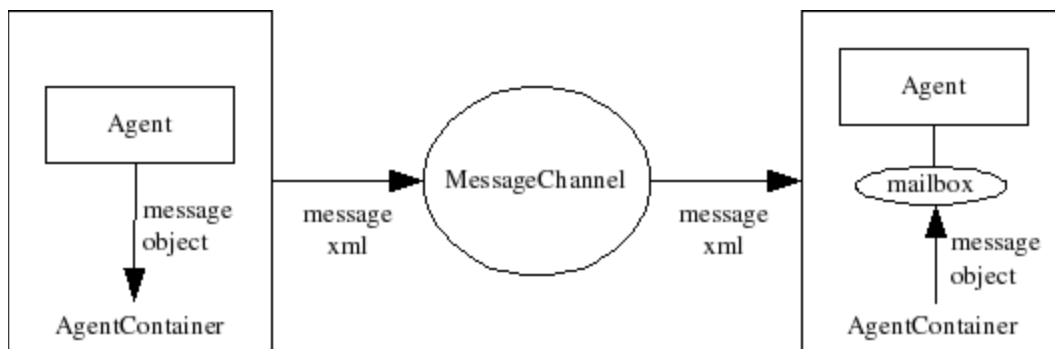 Agent
message
object
AgentContainer
message
xml
MessageChannel
message
xml
Agent
mailbox
message
object
AgentContainer